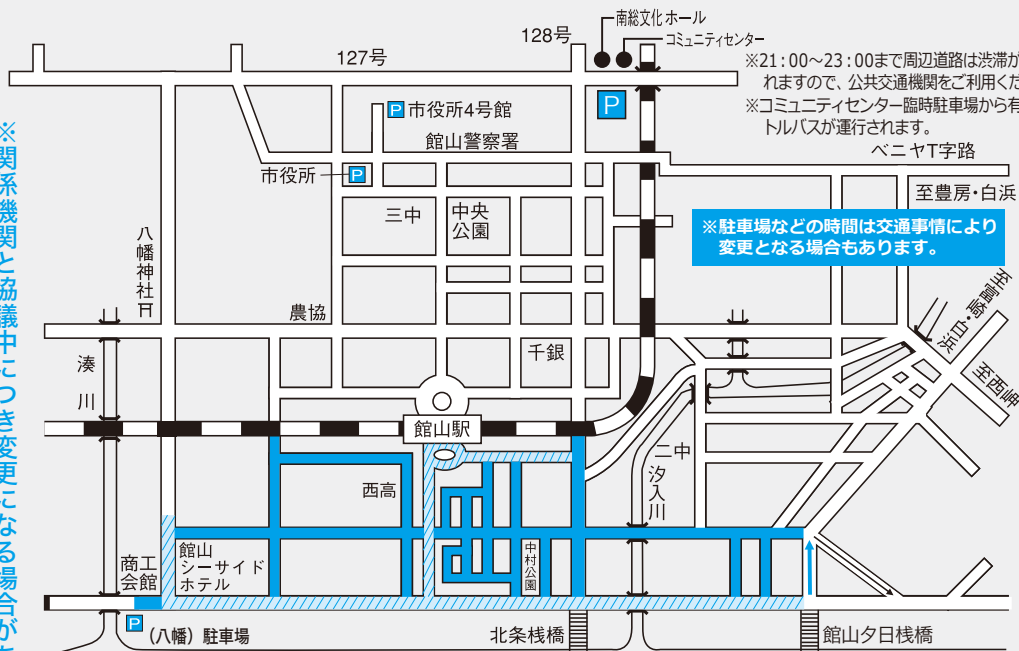 南総文化ホール
128号
コミュニティセンター
127号
※21:00〜23:00まで周辺道路は渋滞が
れますので、公共交通機関をご利用くだ
※コミュニティセンター臨時駐車場から有
トルバスが運行されます。
P
P 市役所4号館
館山警察署
ベニヤT字路
市役所 P
至豊房・白浜
三中
中央
公園
※駐車場などの時間は交通事情により
変更となる場合もあります。
八幡神社
至富崎・白浜
農協
千銀
湊川
至西岬
館山駅
二中
西高
汐入川
商工
会館
館山
シーサイド
ホテル
中村公園
P
(八幡)駐車場
北条桟橋
館山夕日桟橋
※関係機関と協議中につき変更になる場合が